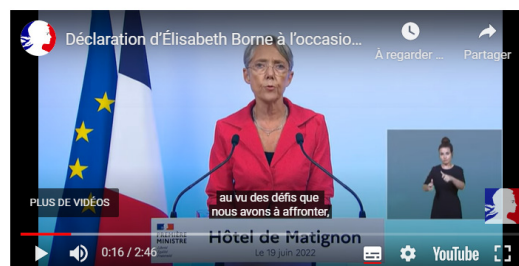 Déclaration d'Élisabeth Borne à l'occasio...
À regarder ...
Partager
PLUS DE VIDÉOS
au vu des défis que
nous avons à affronter,
PREMIÈRE
MINISTRE
Hôtel de Matignon
Le 19 juin 2022
0:16 / 2:46
YouTube